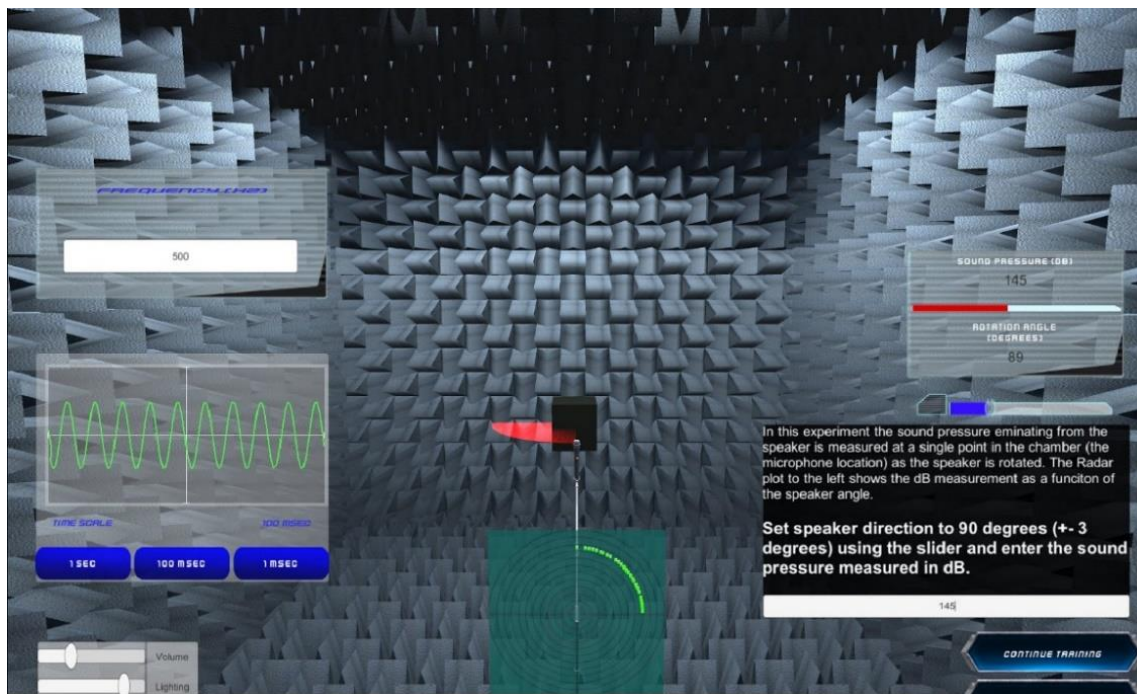 FREQUENCY (HZ)
500
SOUND PRESSURE (DB)
145
ROTATION ANGLE
(DEGREES)
89
TIME SCALE
100 MSEC
1 SEC
100 MSEC
1 MSEC
In this experiment the sound pressure eminating from the
speaker is measured at a single point in the chamber (the
microphone location) as the speaker is rotated. The Radar
plot to the left shows the dB measurement as a funciton of
the speaker angle.
Set speaker direction to 90 degrees (+- 3
degrees) using the slider and enter the sound
pressure measured in dB.
145
Volume
Lighting
CONTINUE TRAINING